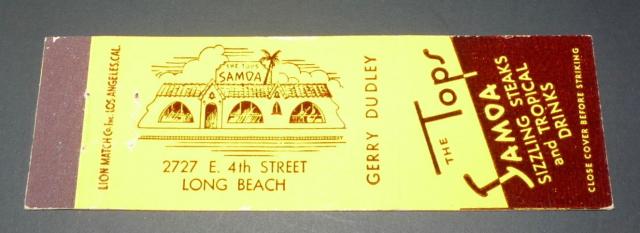 LION MATCH Co. Inc. LOS ANGELES, CAL.
THE TOPS
SAMOA
2727 E. 4th STREET
LONG BEACH
GERRY DUDLEY
THE Tops
SAMOA
SIZZLING STEAKS
and TROPICAL
DRINKS
CLOSE COVER BEFORE STRIKING